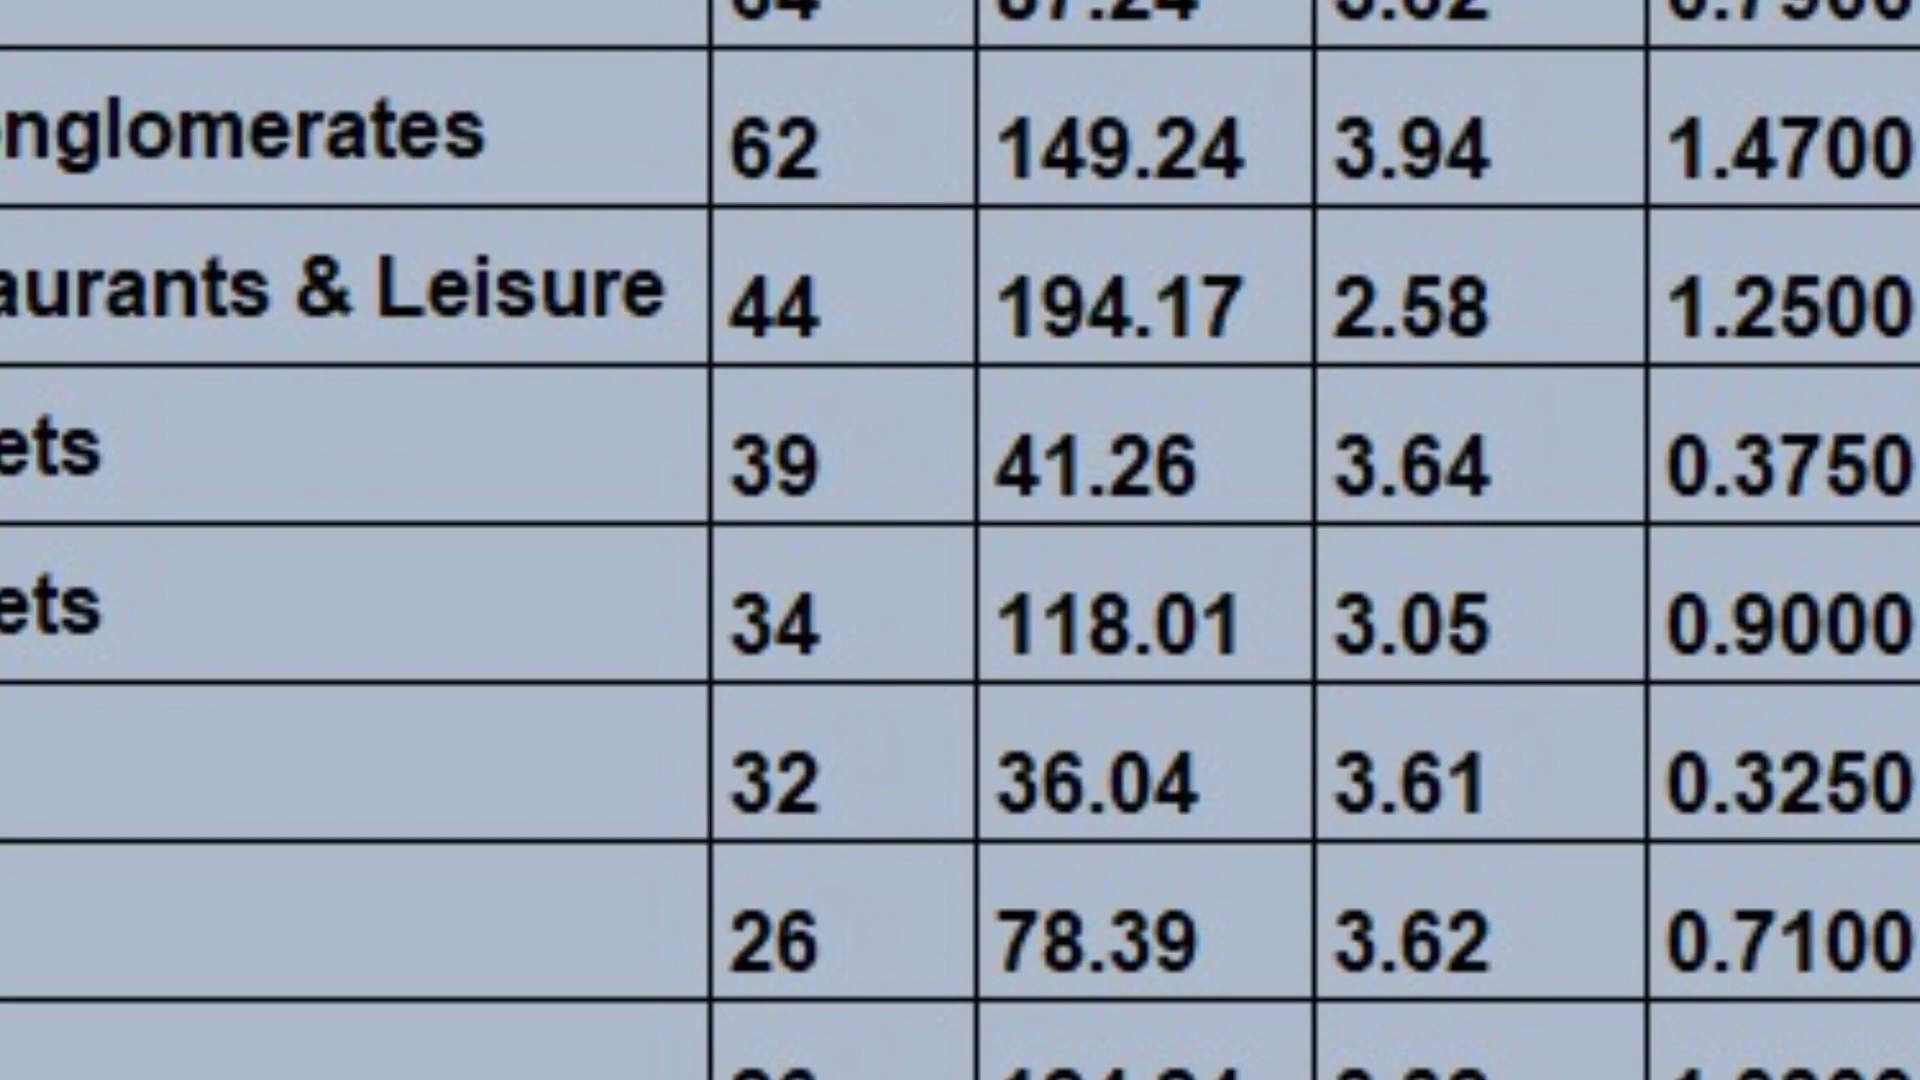 onglomerates 62 149.24 3.94 1.4700
aurants & Leisure 44 194.17 2.58 1.2500
ets 39 41.26 3.64 0.3750
ets 34 118.01 3.05 0.9000
32 36.04 3.61 0.3250
26 78.39 3.62 0.7100